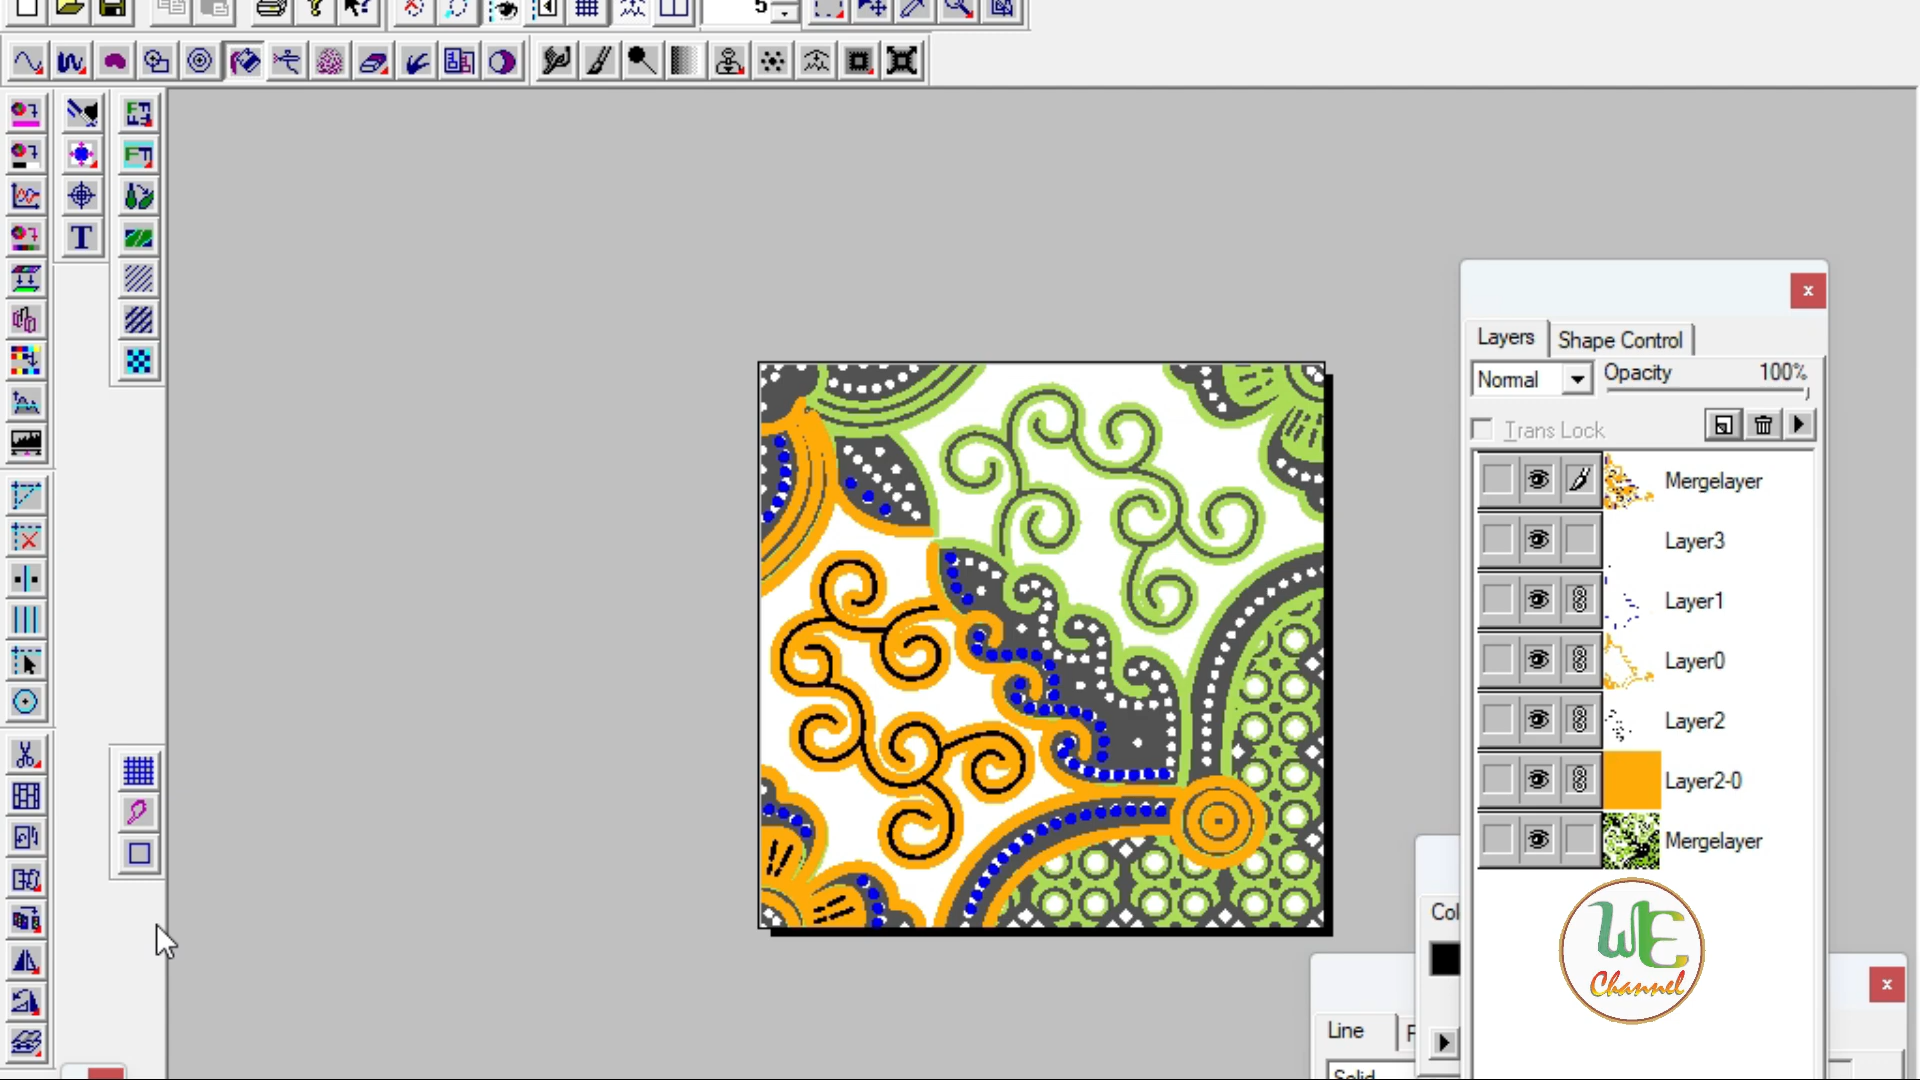 5
T
Layers
Shape Control
Normal
Opacity
100%
Trans Lock
Mergelayer
Layer3
Layer1
Layer0
Layer2
Layer2-0
Mergelayer
Col
WE
Channel
Line
Solid